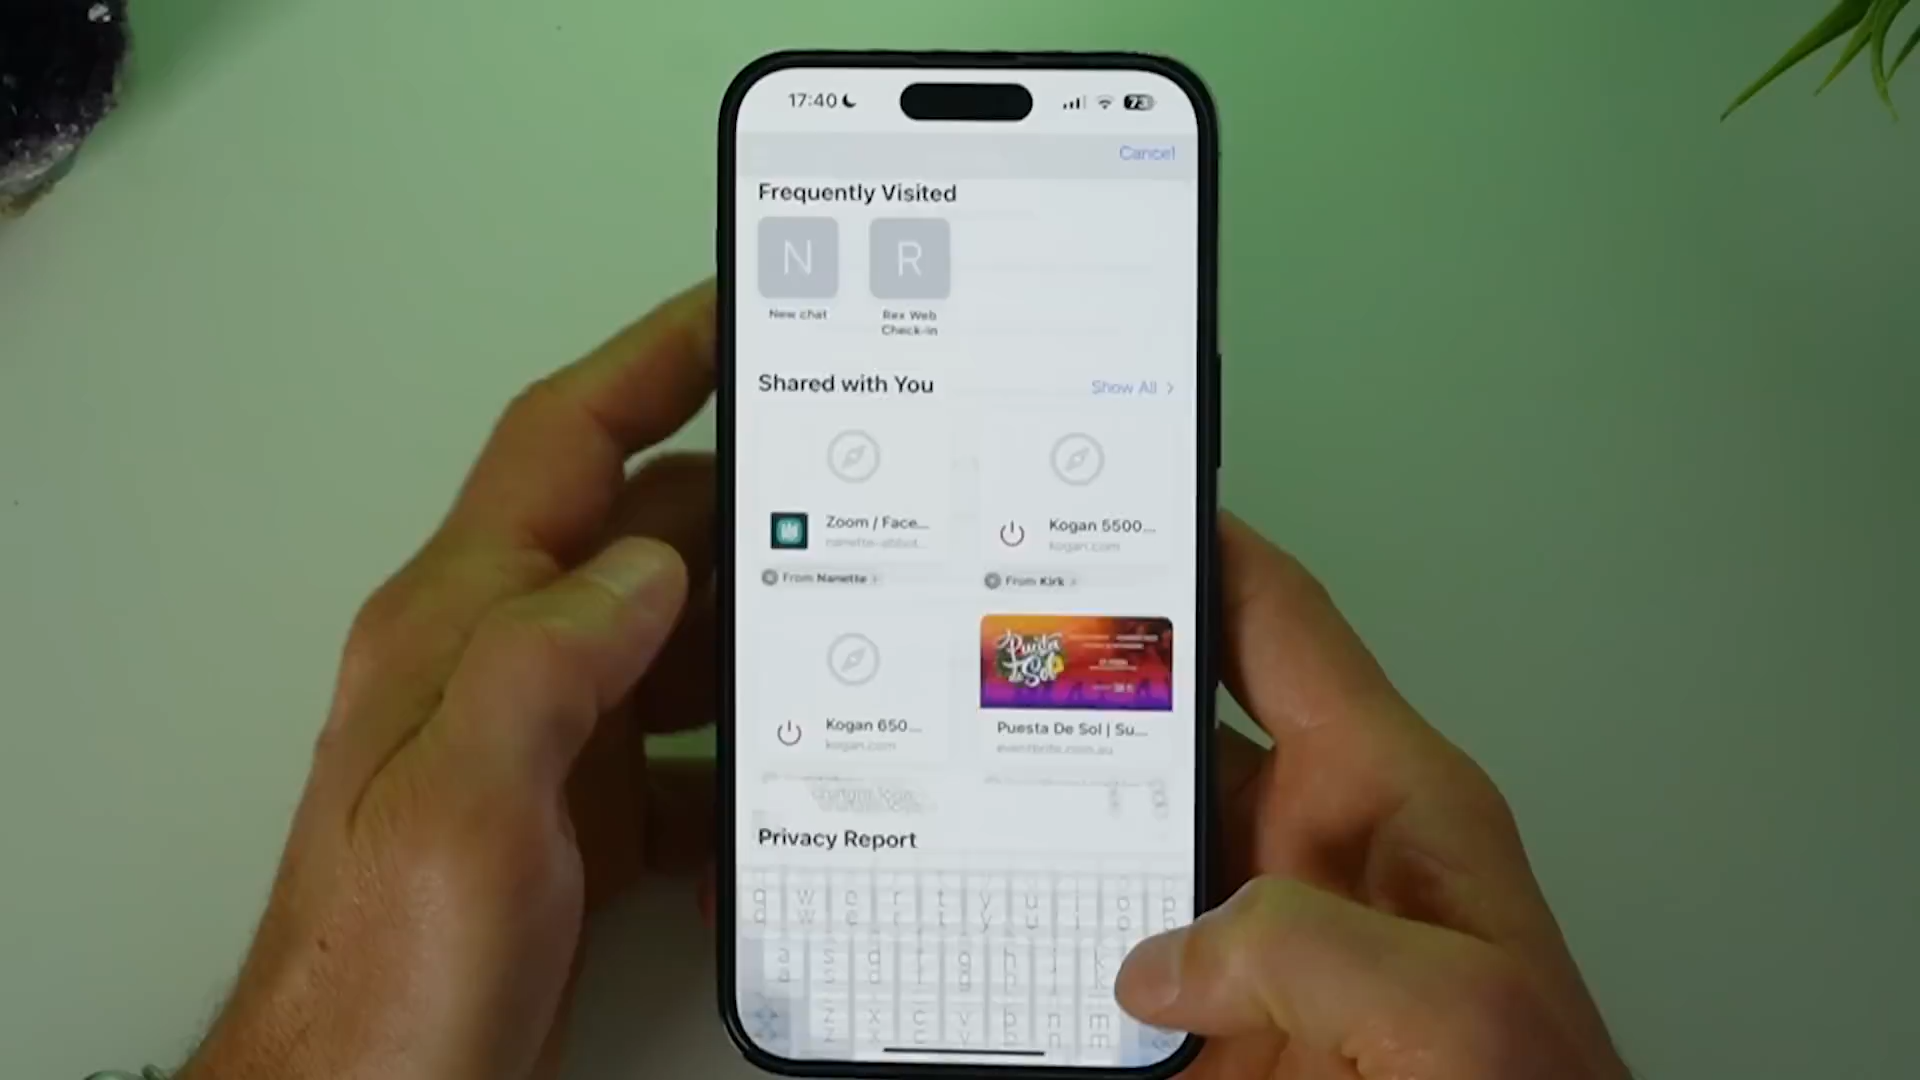 17:40
73
Cancel
Frequently Visited
N
R
New chat
Rex Web
Check-in
Shared with You
Show All >
Zoom / Face...
Kogan 5500...
kogan.com
From Nanette >
From Kirk >
Puesta
de Sol
Kogan 650...
kogan.com
Puesta De Sol | Su...
eventbrite.com.au
Privacy Report
q w e r t y u i o p
a s d f g h j k
z x c v b n m